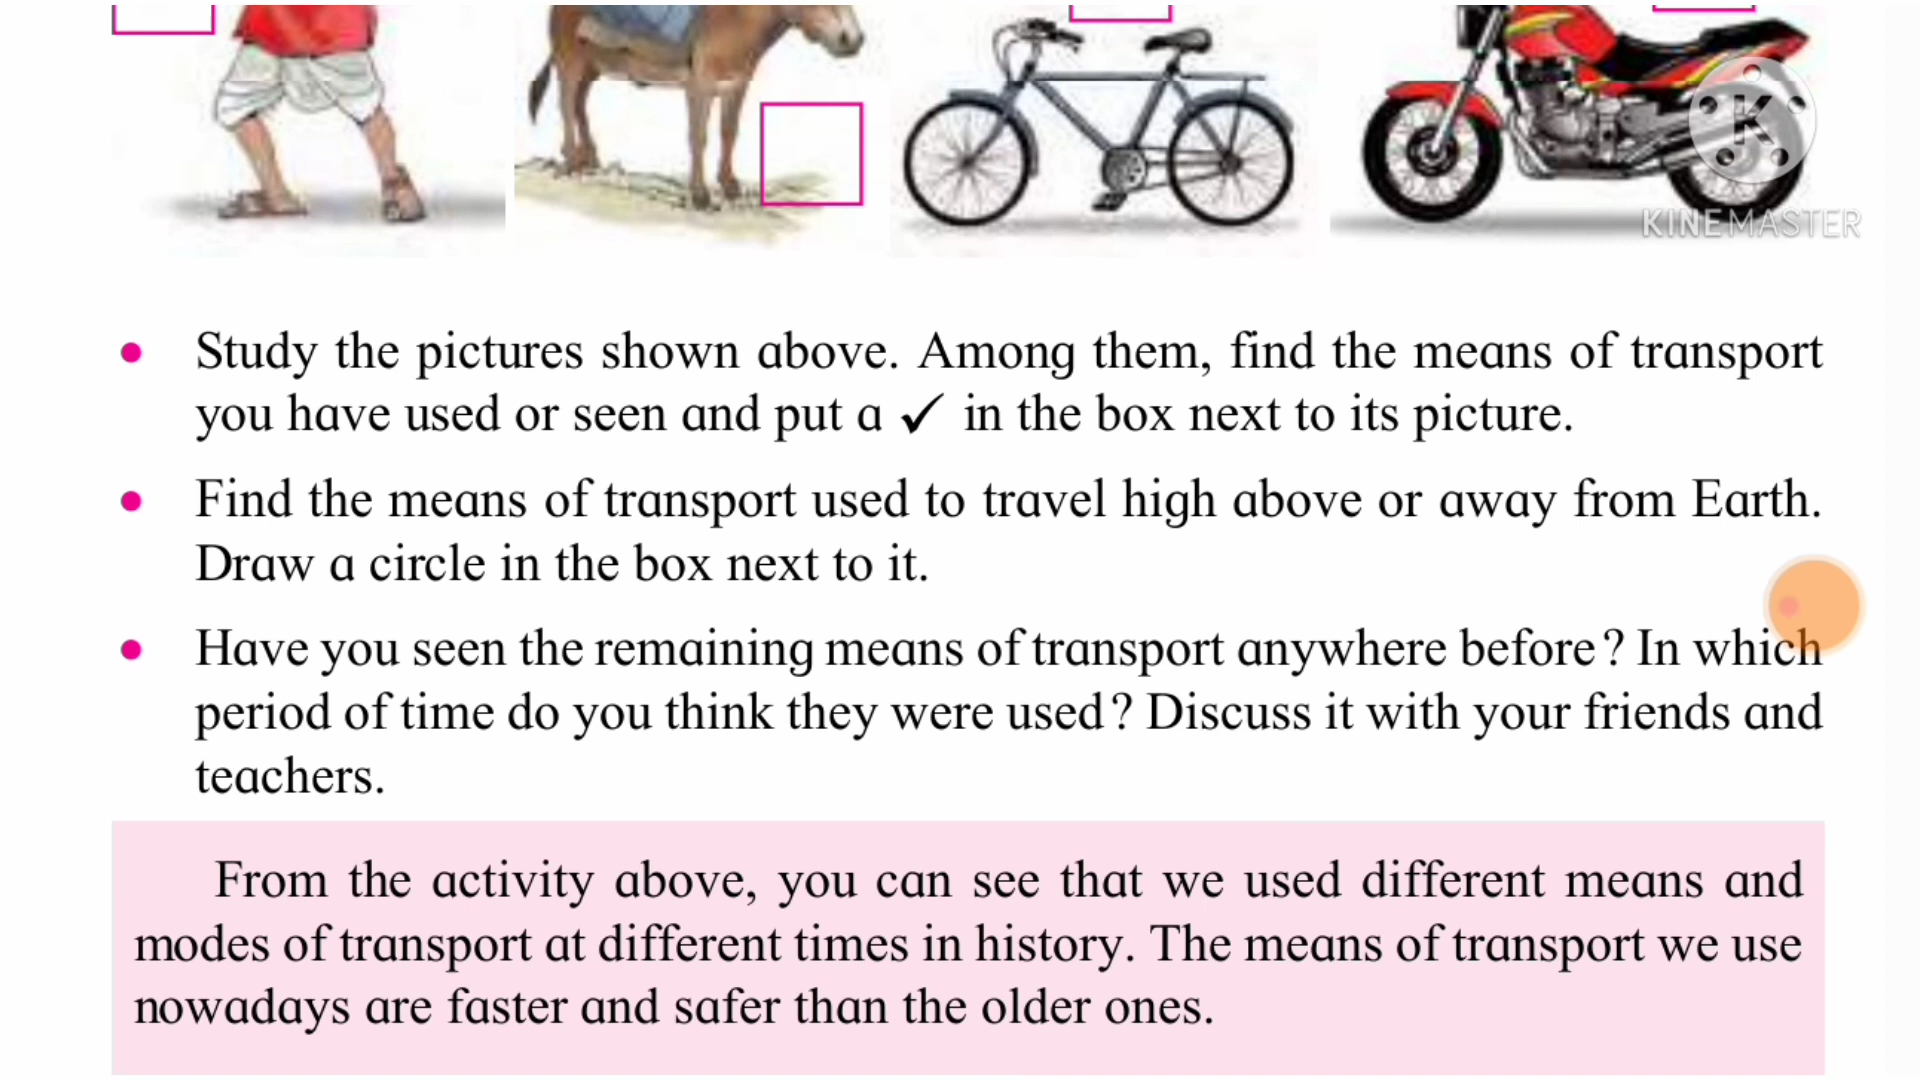 K
KINEMASTER
• Study the pictures shown above. Among them, find the means of transport
you have used or seen and put a ✓ in the box next to its picture.
• Find the means of transport used to travel high above or away from Earth.
Draw a circle in the box next to it.
• Have you seen the remaining means of transport anywhere before? In which
period of time do you think they were used? Discuss it with your friends and
teachers.
From the activity above, you can see that we used different means and
modes of transport at different times in history. The means of transport we use
nowadays are faster and safer than the older ones.